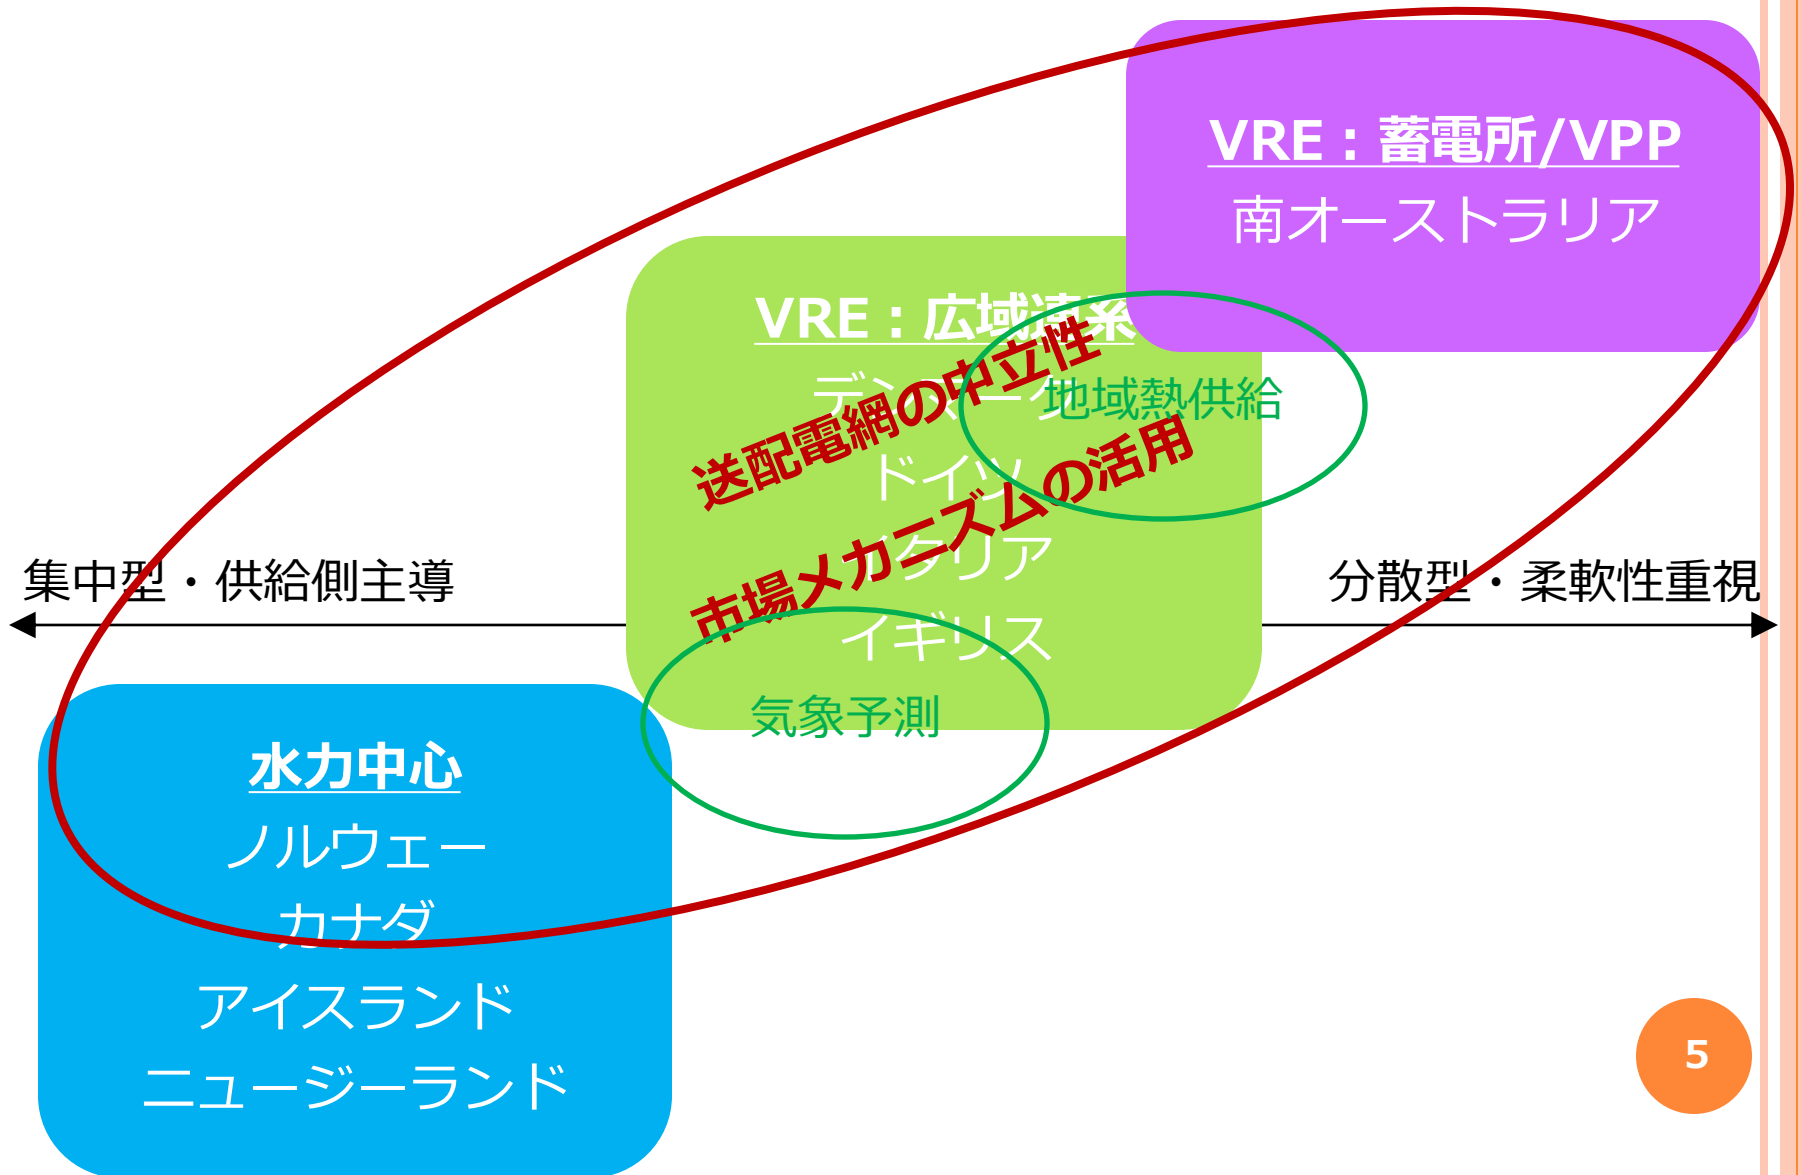 VRE：蓄電所/VPP
南オーストラリア
VRE：広域連系
デンマーク
ドイツ
イタリア
イギリス
送配電網の中立性
市場メカニズムの活用
地域熱供給
気象予測
集中型・供給側主導
分散型・柔軟性重視
水力中心
ノルウェー
カナダ
アイスランド
ニュージーランド
5